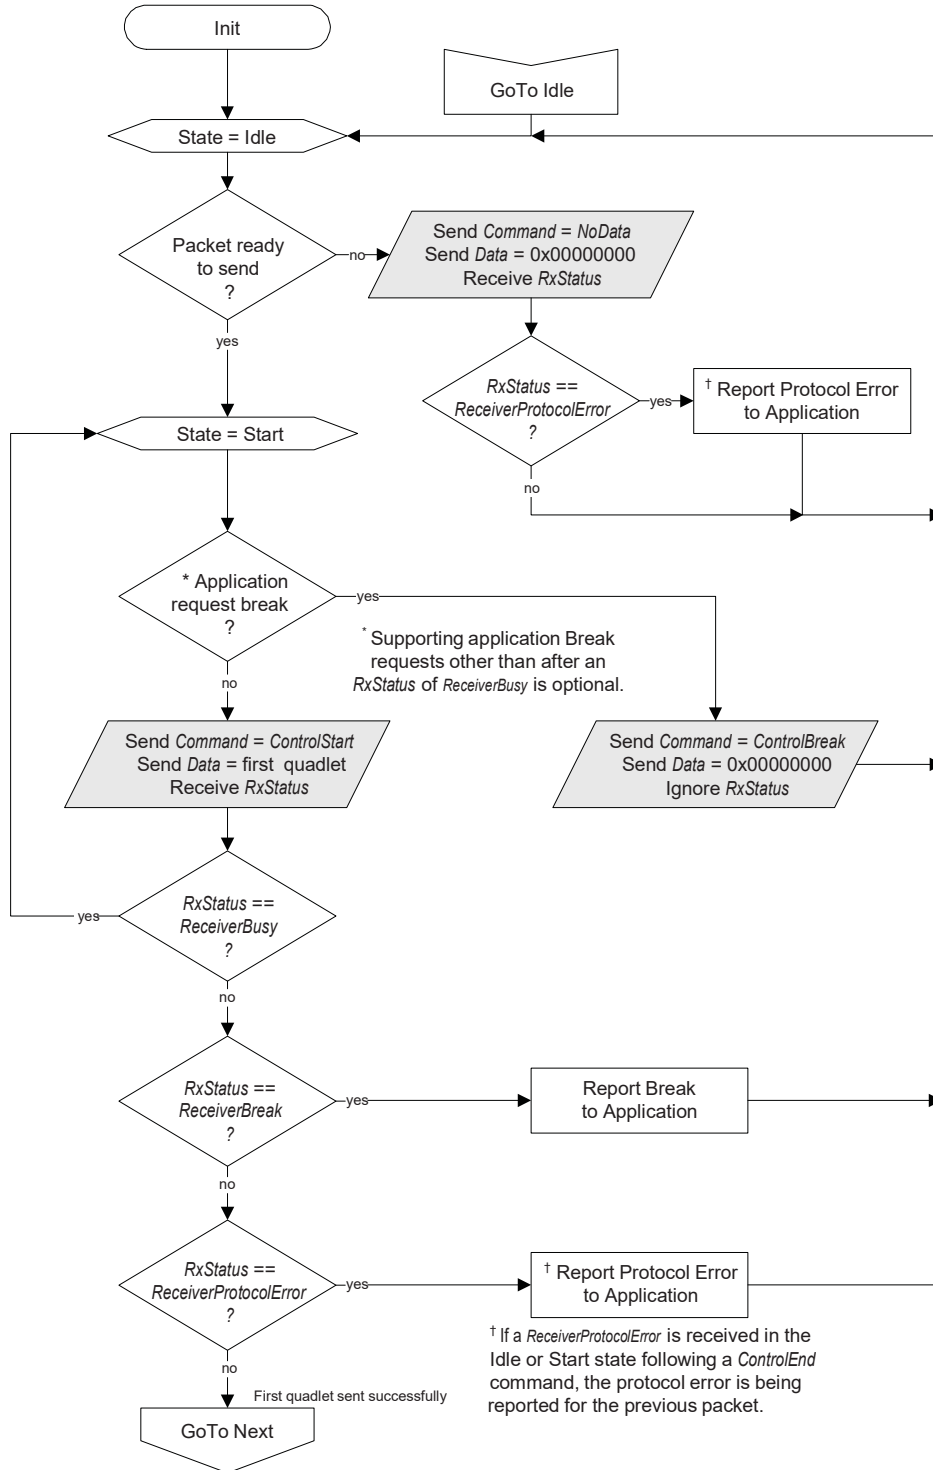 Init
GoTo Idle
State = Idle
Packet ready
to send
?
no
Send Command = NoData
Send Data = 0x00000000
Receive RxStatus
yes
RxStatus ==
ReceiverProtocolError
?
yes
† Report Protocol Error
to Application
no
State = Start
* Application
request break
?
yes
* Supporting application Break
requests other than after an
RxStatus of ReceiverBusy is optional.
no
Send Command = ControlStart
Send Data = first quadlet
Receive RxStatus
Send Command = ControlBreak
Send Data = 0x00000000
Ignore RxStatus
RxStatus ==
ReceiverBusy
?
yes
no
RxStatus ==
ReceiverBreak
?
yes
Report Break
to Application
no
RxStatus ==
ReceiverProtocolError
?
yes
† Report Protocol Error
to Application
† If a ReceiverProtocolError is received in the
Idle or Start state following a ControlEnd
command, the protocol error is being
reported for the previous packet.
no
First quadlet sent successfully
GoTo Next